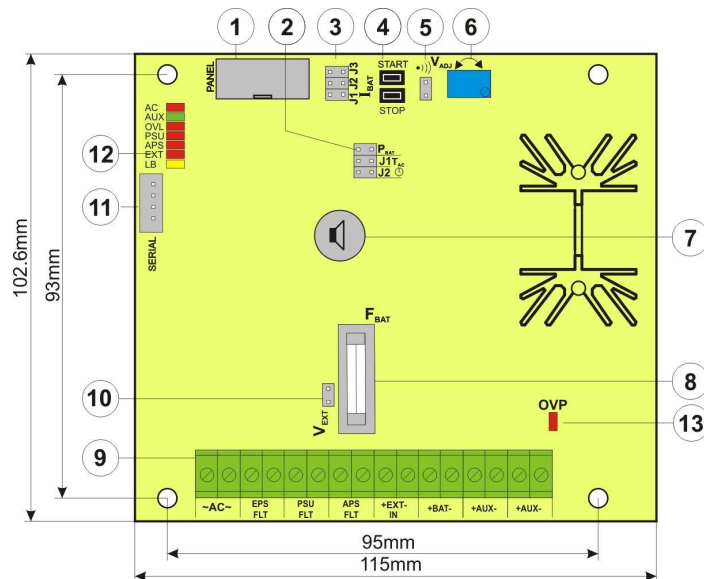 1
2
3
4
5
6
PANEL
J1 J2 J3
IBAT
START
STOP
VADJ
AC
AUX
OVL
PSU
APS
EXT
LB
12
PBAT
J1 TAC
J2
11
SERIAL
7
102.6mm
93mm
FBAT
8
10
VEXT
OVP
13
9
~AC~
EPS FLT
PSU FLT
APS FLT
+EXT- IN
+BAT-
+AUX-
+AUX-
95mm
115mm